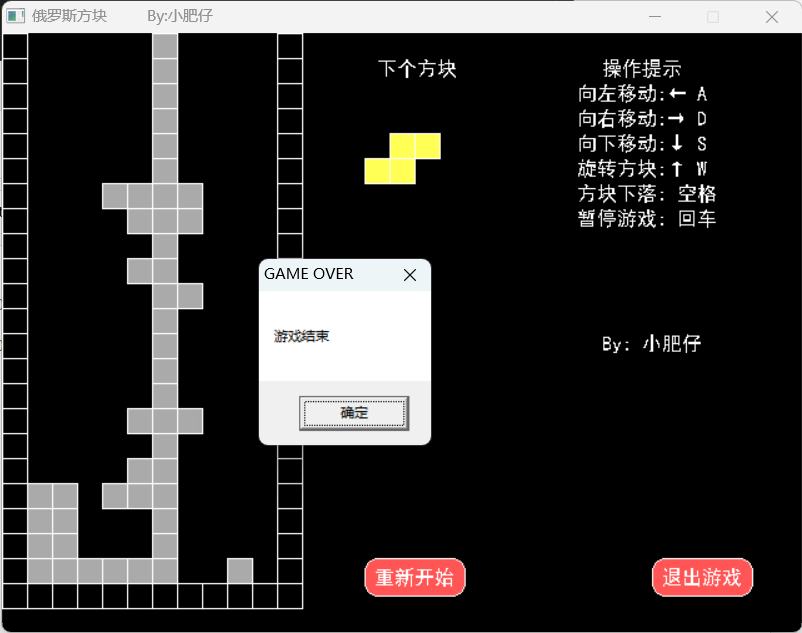 俄罗斯方块 By:小肥仔
下个方块
操作提示
向左移动:← A
向右移动:→ D
向下移动:↓ S
旋转方块:↑ W
方块下落: 空格
暂停游戏: 回车
GAME OVER
游戏结束
确定
By: 小肥仔
重新开始
退出游戏